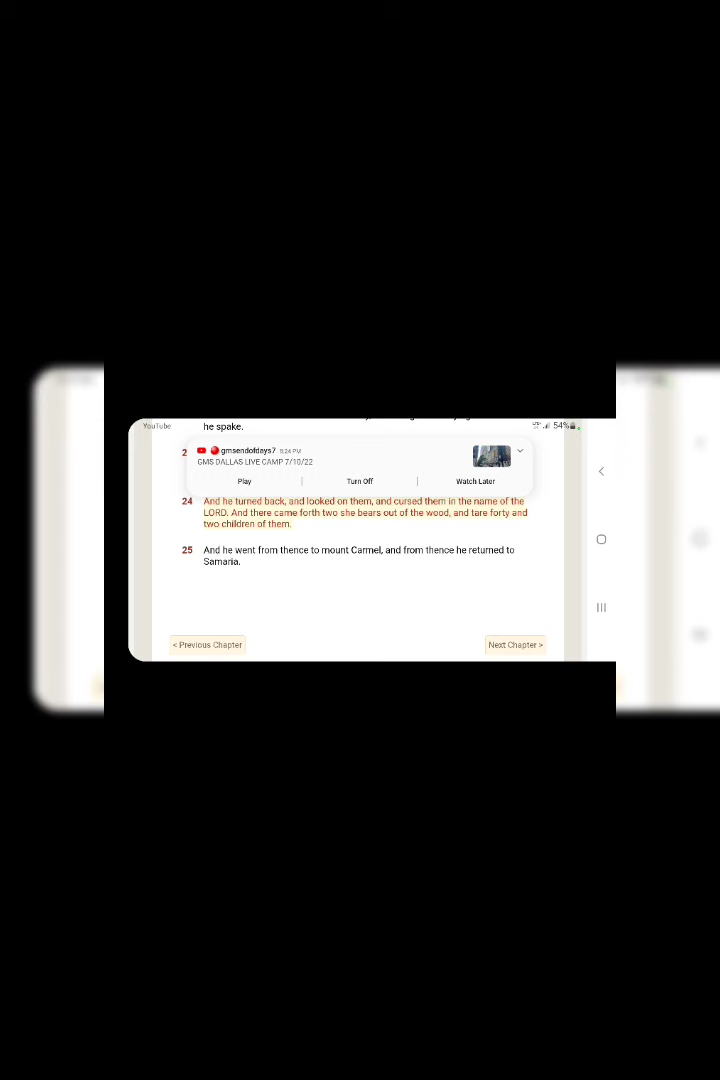 YouTube
he spake.
54%
2
gmsendofdays7 5:24 PM
GMS DALLAS LIVE CAMP 7/10/22
Play
Turn Off
Watch Later
24 And he turned back, and looked on them, and cursed them in the name of the
LORD. And there came forth two she bears out of the wood, and tare forty and
two children of them.
25 And he went from thence to mount Carmel, and from thence he returned to
Samaria.
< Previous Chapter
Next Chapter >